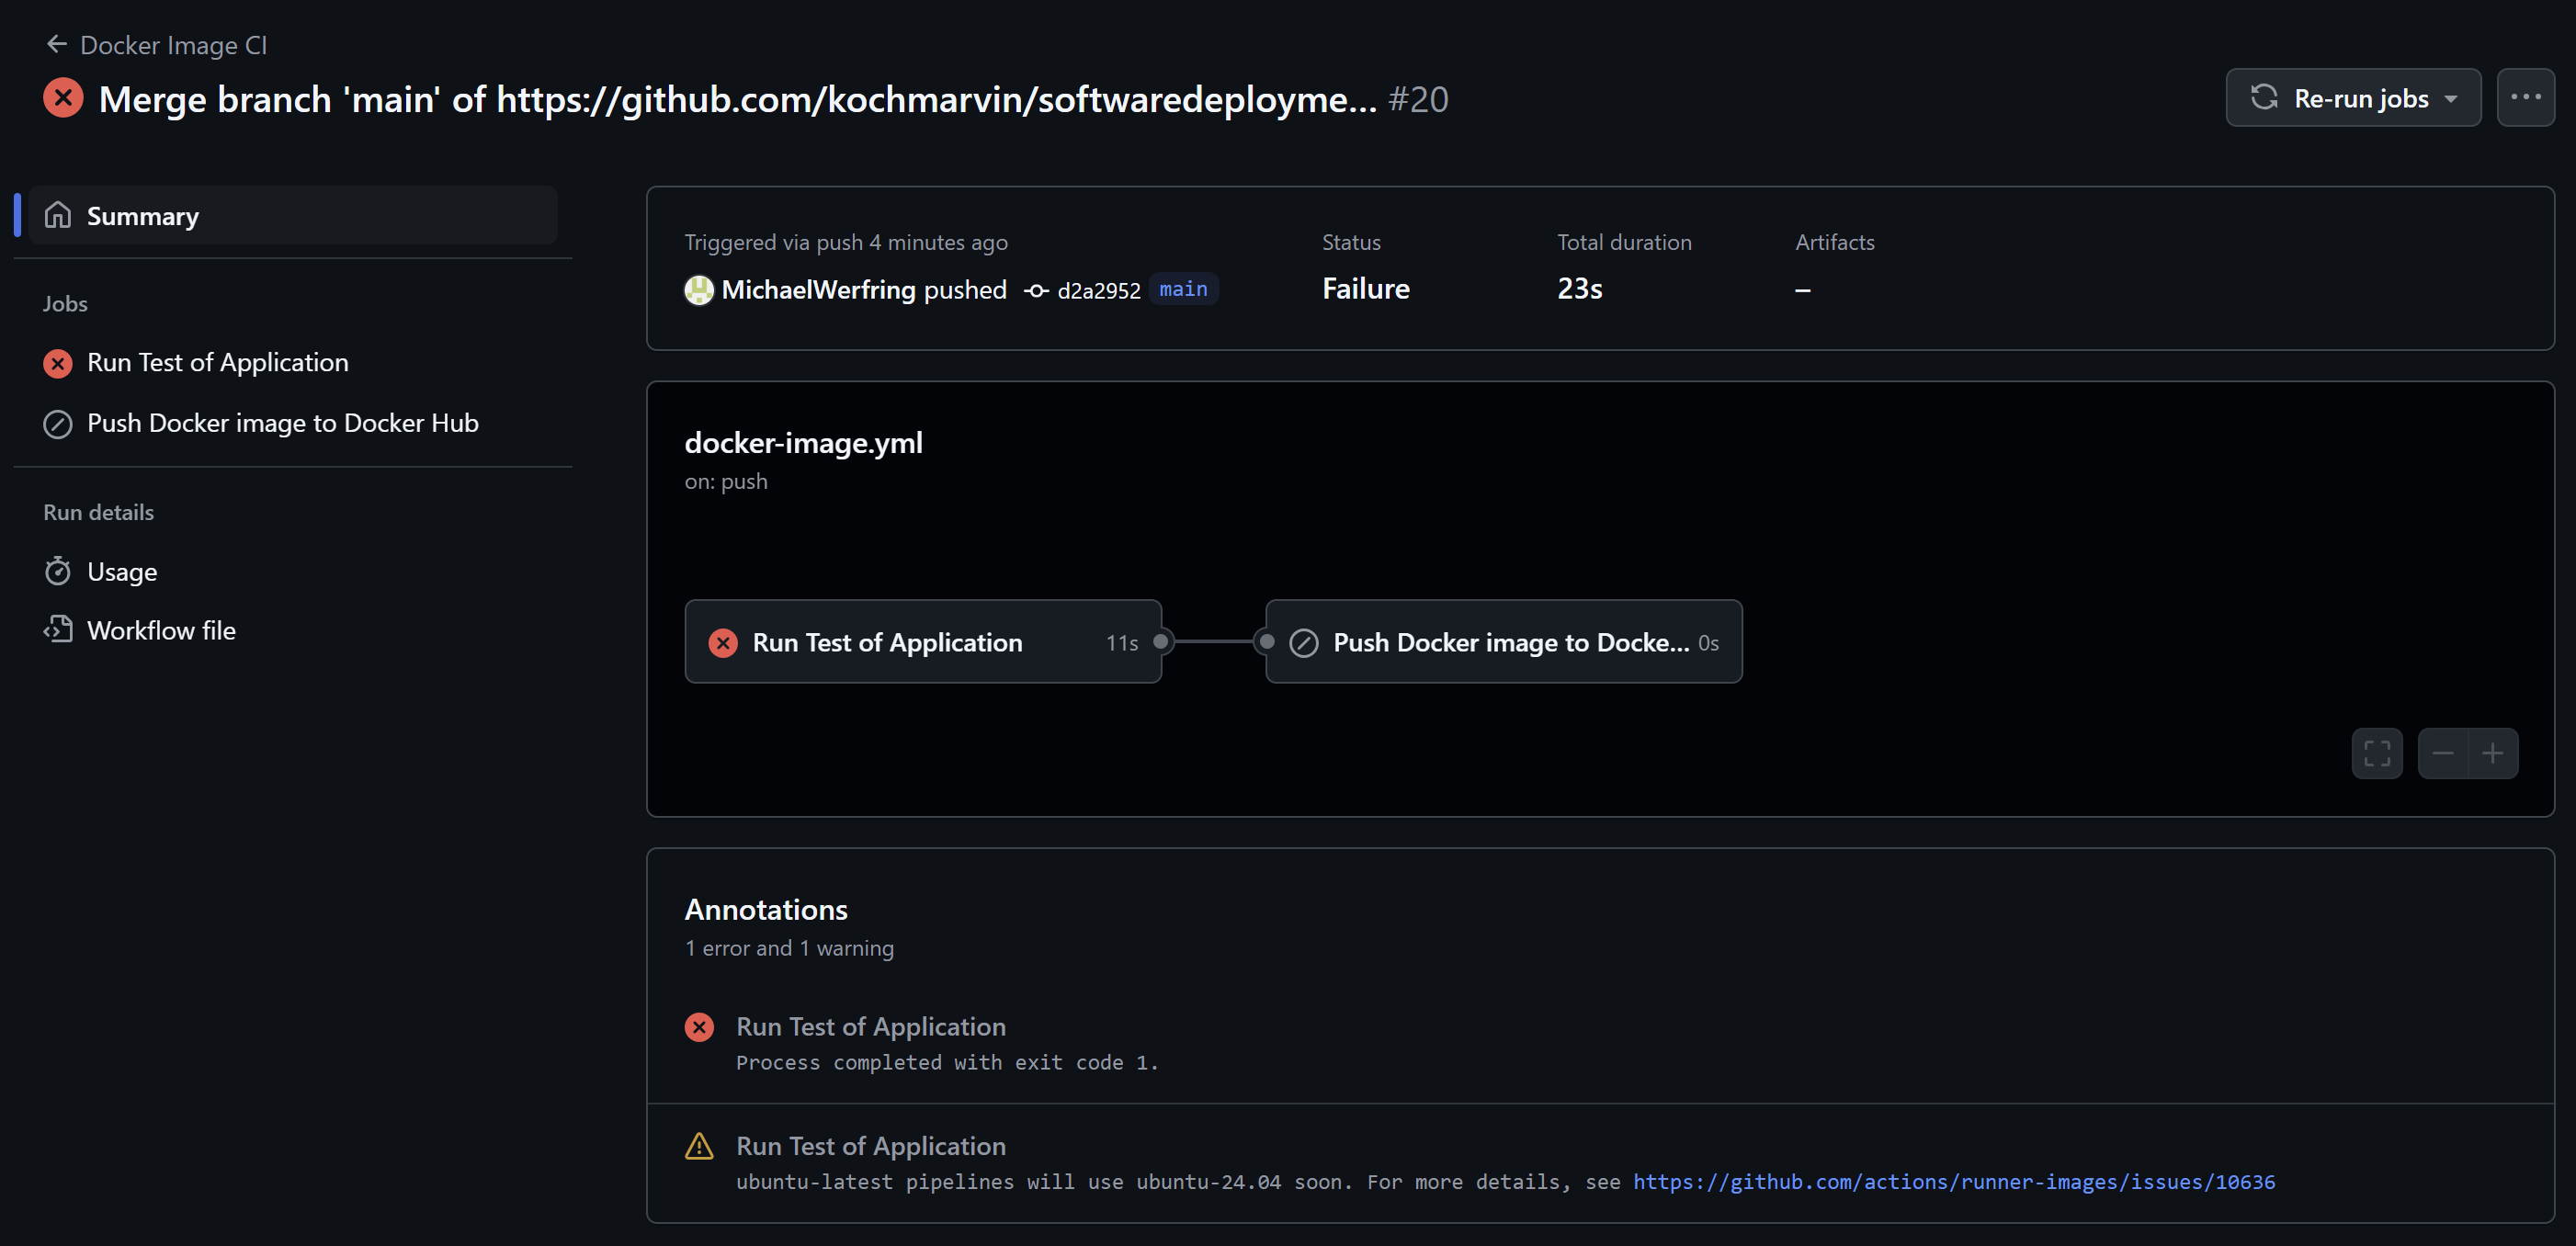 Docker Image CI
Merge branch 'main' of https://github.com/kochmarvin/softwaredeployme... #20
Re-run jobs
Summary
Jobs
Run Test of Application
Push Docker image to Docker Hub
Run details
Usage
Workflow file
Triggered via push 4 minutes ago
MichaelWerfring pushed d2a2952 main
Status
Failure
Total duration
23s
Artifacts
–
docker-image.yml
on: push
Run Test of Application 11s
Push Docker image to Docke... 0s
Annotations
1 error and 1 warning
Run Test of Application
Process completed with exit code 1.
Run Test of Application
ubuntu-latest pipelines will use ubuntu-24.04 soon. For more details, see https://github.com/actions/runner-images/issues/10636